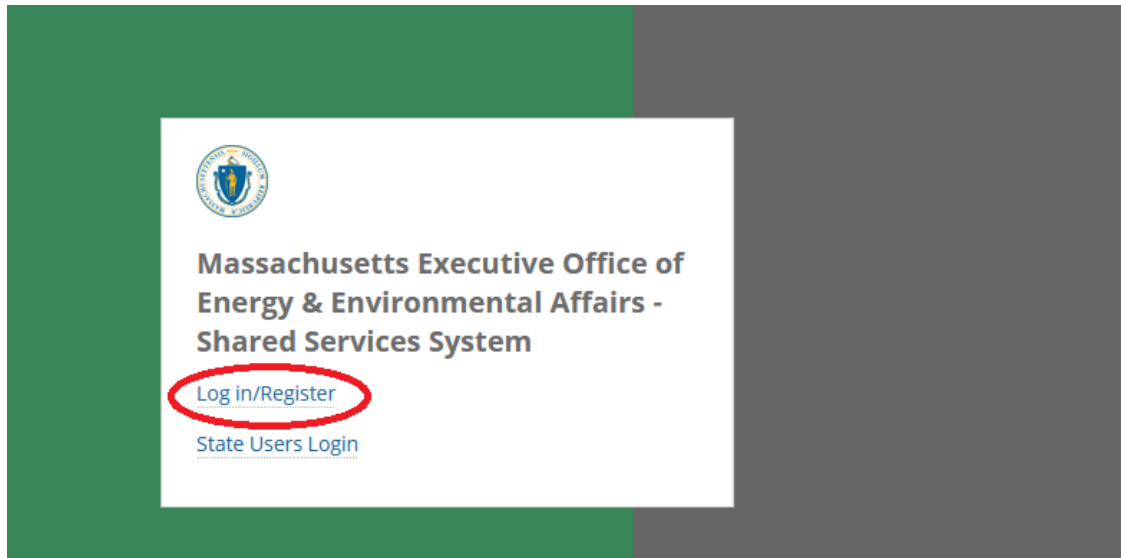 Massachusetts Executive Office of
Energy & Environmental Affairs -
Shared Services System
Log in/Register
State Users Login